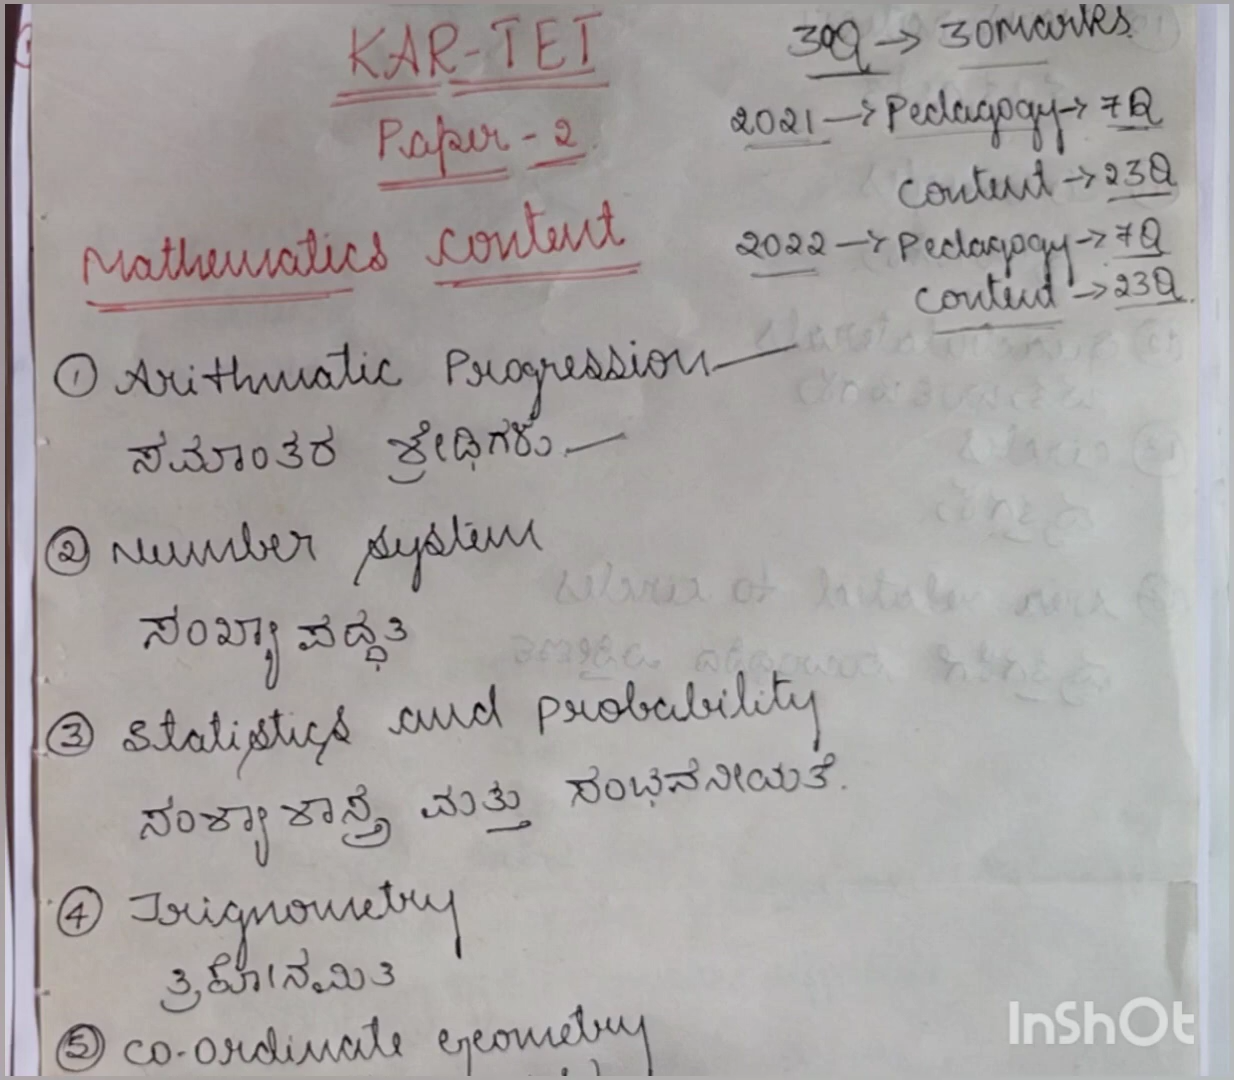 KAR-TET
Paper - 2
30Q → 30Marks
2021 → Pedagogy → 7Q
Content → 23Q
2022 → Pedagogy → 7Q
Content → 23Q
Mathematics Content
① Arithmatic Progression
ಸಮಾಂತರ ಶ್ರೇಢಿಗಳು
② Number system
ಸಂಖ್ಯಾ ಪದ್ಧತಿ
③ Statistics and probability
ಸಂಖ್ಯಾ ಶಾಸ್ತ್ರ ಮತ್ತು ಸಂಭವನೀಯತೆ.
④ Trignometry
ತ್ರಿಕೋನಮಿತಿ
⑤ Co-ordinate geometry
InShOt